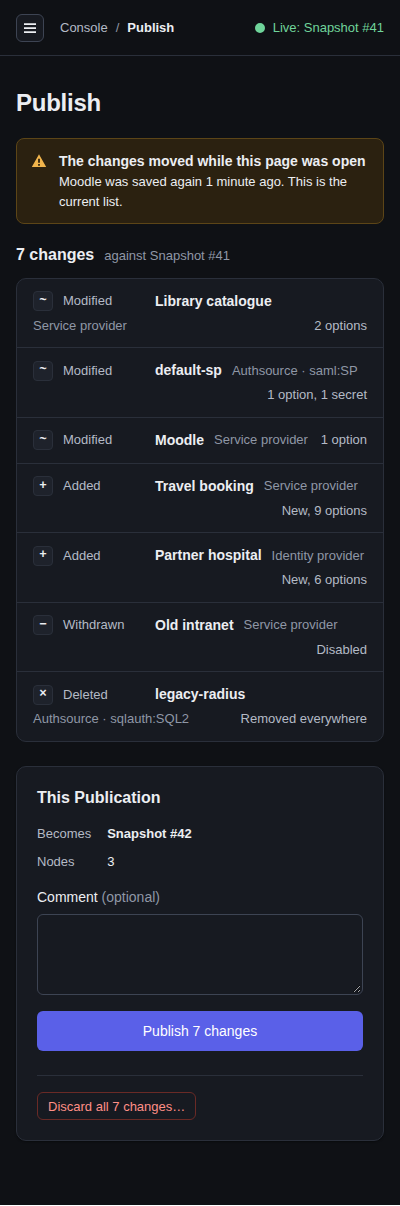 Console / Publish
Live: Snapshot #41
Publish
The changes moved while this page was open
Moodle was saved again 1 minute ago. This is the
current list.
7 changes against Snapshot #41
~ Modified Library catalogue
Service provider 2 options
~ Modified default-sp Authsource · saml:SP
1 option, 1 secret
~ Modified Moodle Service provider 1 option
+ Added Travel booking Service provider
New, 9 options
+ Added Partner hospital Identity provider
New, 6 options
− Withdrawn Old intranet Service provider
Disabled
× Deleted legacy-radius
Authsource · sqlauth:SQL2 Removed everywhere
This Publication
Becomes Snapshot #42
Nodes 3
Comment (optional)
Publish 7 changes
Discard all 7 changes…